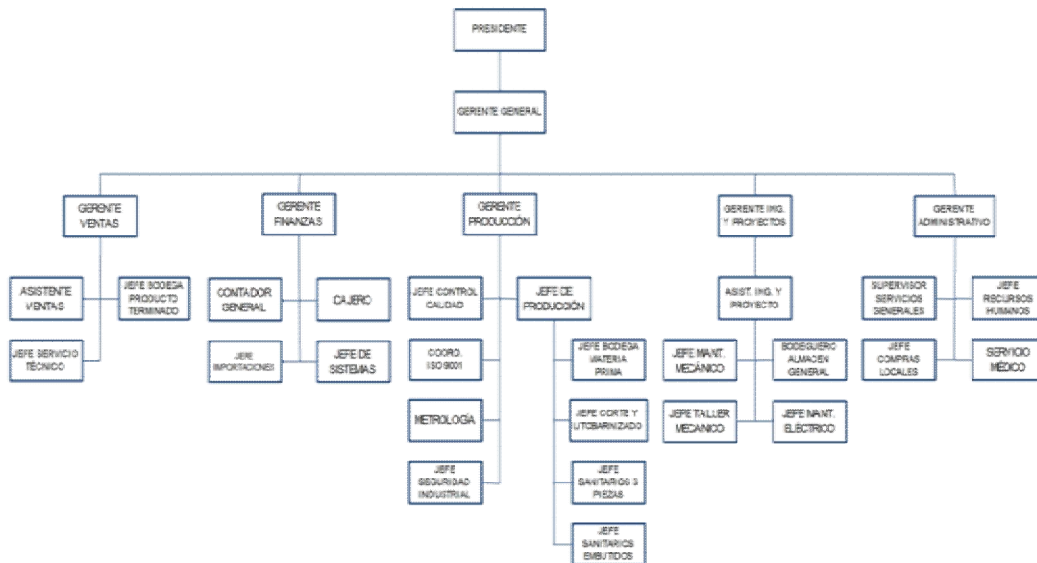 PRESIDENTE
GERENTE GENERAL
GERENTE
VENTAS
GERENTE
FINANZAS
GERENTE
PRODUCCIÓN
GERENTE ING.
Y PROYECTOS
GERENTE
ADMINISTRATIVO
ASISTENTE
VENTAS
JEFE BODEGA
PRODUCTO
TERMINADO
CONTADOR
GENERAL
CAJERO
JEFE CONTROL
CALIDAD
JEFE DE
PRODUCCIÓN
ASIST. ING. Y
PROYECTO
SUPERVISOR
SERVICIOS
GENERALES
JEFE
RECURSOS
HUMANOS
JEFE SERVICIO
TÉCNICO
JEFE
IMPORTACIONES
JEFE DE
SISTEMAS
COORD.
ISO 9001
JEFE BODEGA
MATERIA
PRIMA
JEFE MANT.
MECÁNICO
BODEGUERO
ALMACEN
GENERAL
JEFE
COMPRAS
LOCALES
SERVICIO
MÉDICO
METROLOGÍA
JEFE CORTE Y
LITOBARNIZADO
JEFE TALLER
MECANICO
JEFE MANT.
ELÉCTRICO
JEFE
SEGURIDAD
INDUSTRIAL
JEFE
SANITARIOS 3
PIEZAS
JEFE
SANITARIOS
EMBUTIDOS